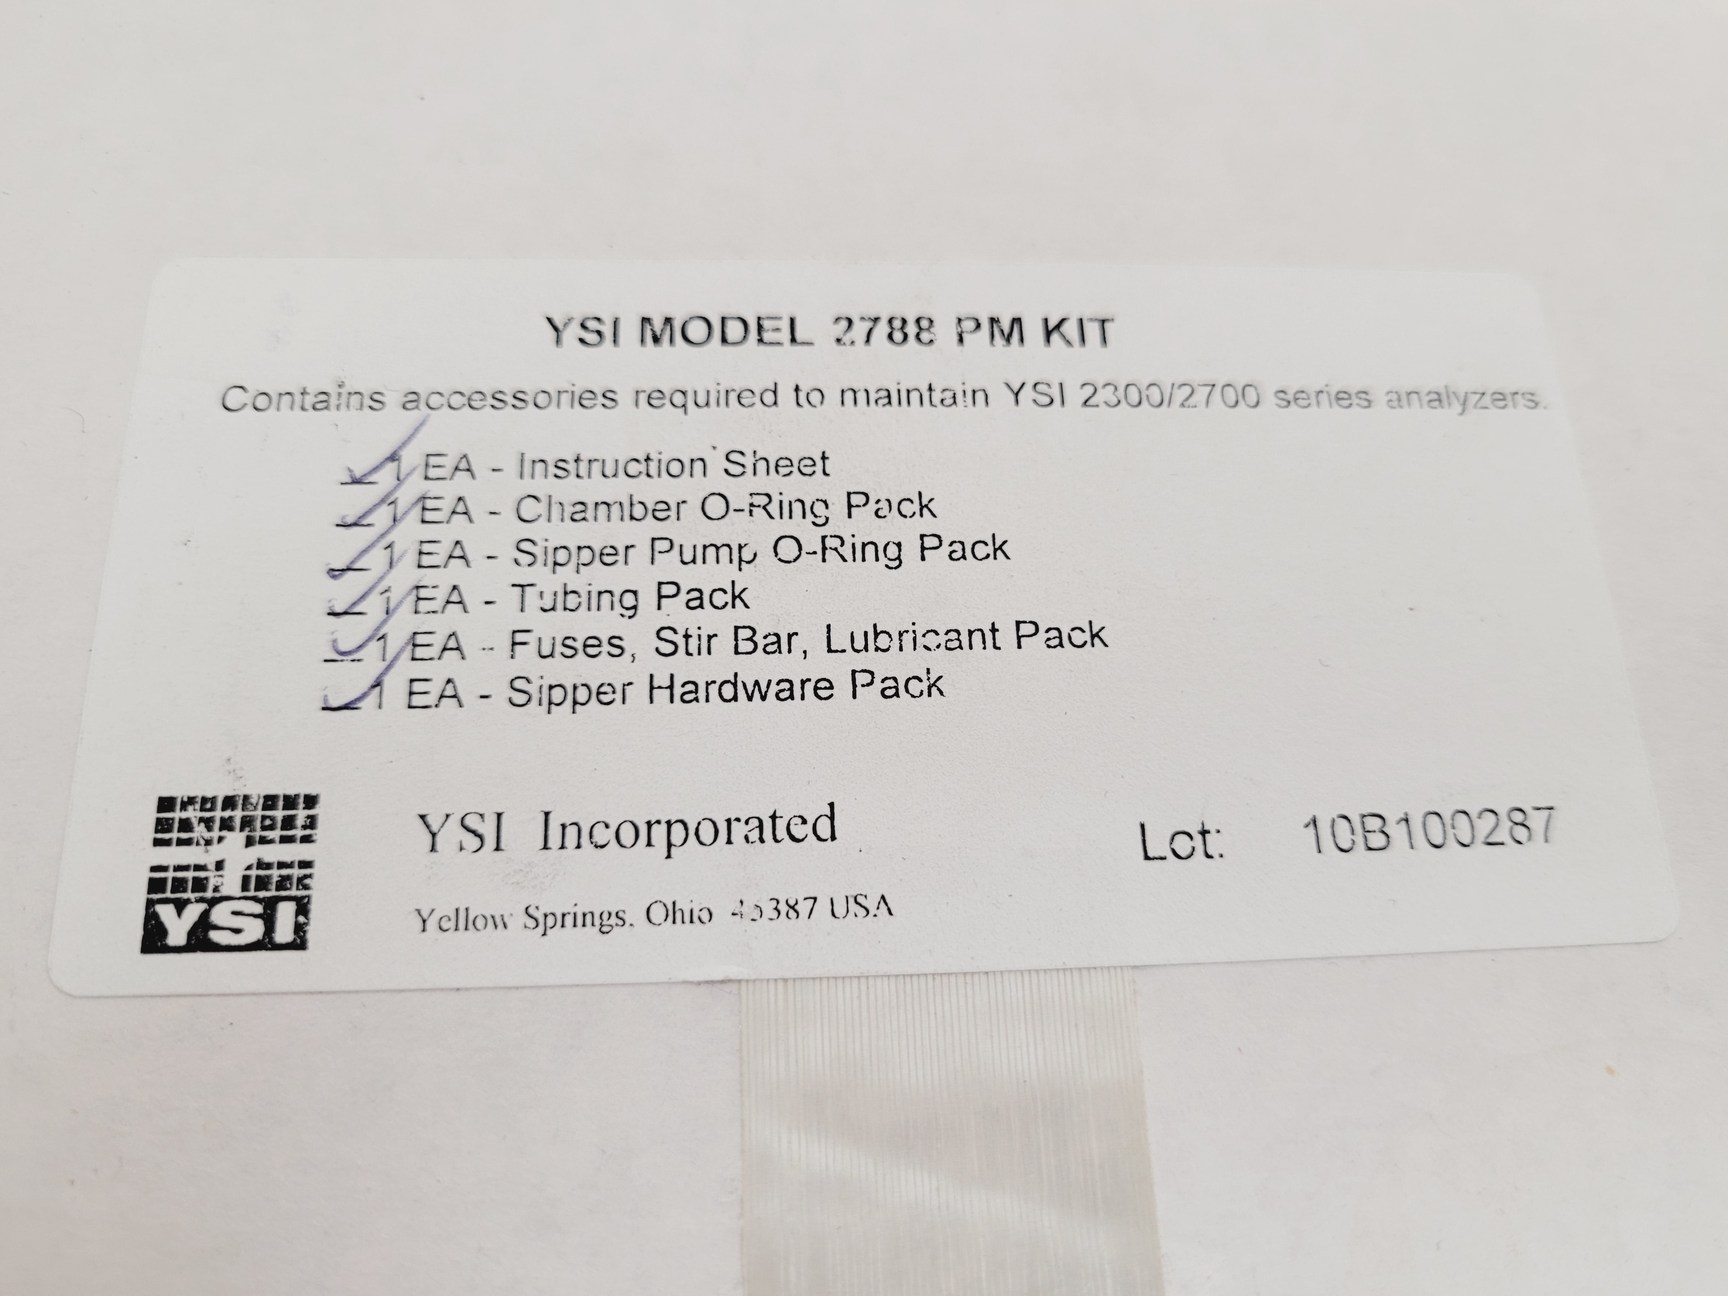 YSI MODEL 2788 PM KIT
Contains accessories required to maintain YSI 2300/2700 series analyzers.
1 EA - Instruction Sheet
1 EA - Chamber O-Ring Pack
1 EA - Sipper Pump O-Ring Pack
1 EA - Tubing Pack
1 EA - Fuses, Stir Bar, Lubricant Pack
1 EA - Sipper Hardware Pack
YSI
YSI Incorporated
Lot: 10B100287
Yellow Springs, Ohio 45387 USA